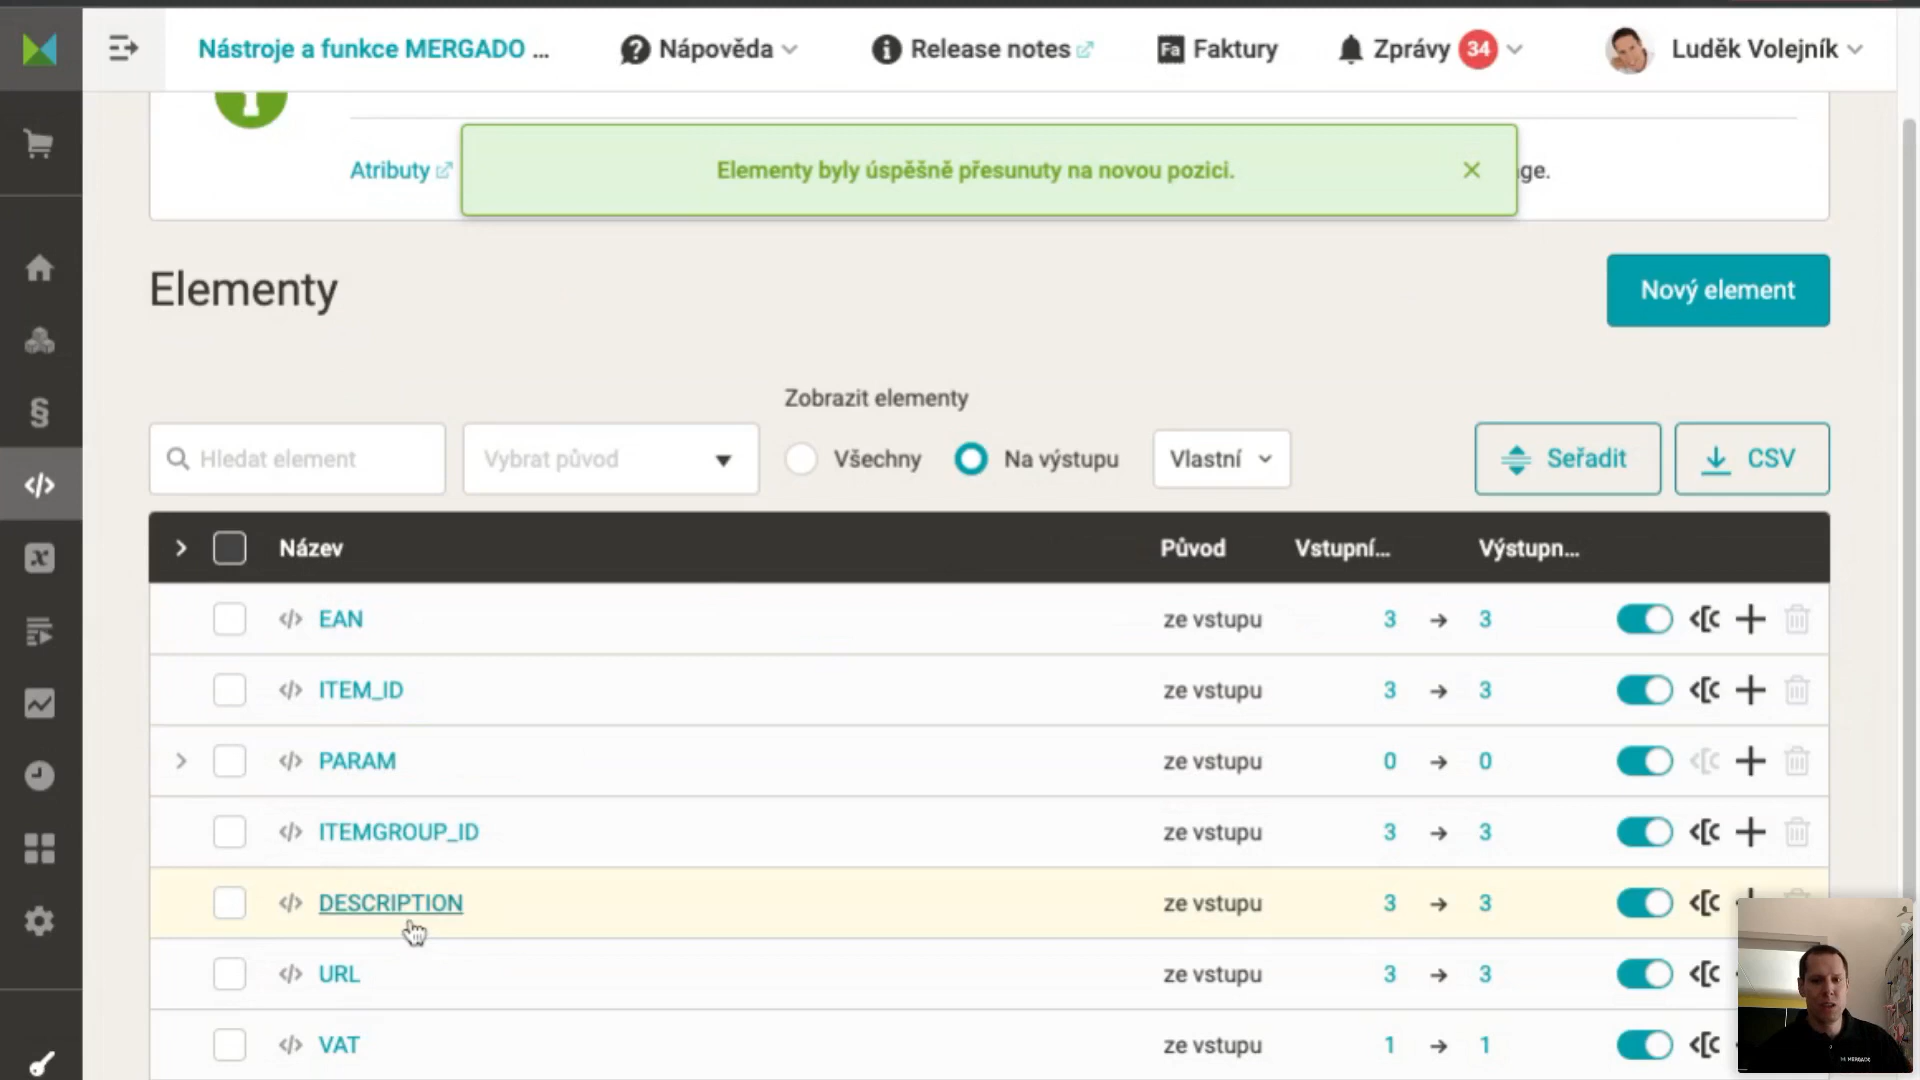 Nástroje a funkce MERGADO ...
Nápověda
Release notes
Fa Faktury
Zprávy 34
Luděk Volejník
Elementy byly úspěšně přesunuty na novou pozici.
Atributy
ge.
Elementy
Nový element
Zobrazit elementy
Hledat element
Vybrat původ
Všechny
Na výstupu
Vlastní
Seřadit
CSV
Název Původ Vstupní... Výstupn...
EAN ze vstupu 3 → 3
ITEM_ID ze vstupu 3 → 3
PARAM ze vstupu 0 → 0
ITEMGROUP_ID ze vstupu 3 → 3
DESCRIPTION ze vstupu 3 → 3
URL ze vstupu 3 → 3
VAT ze vstupu 1 → 1
MERGADO